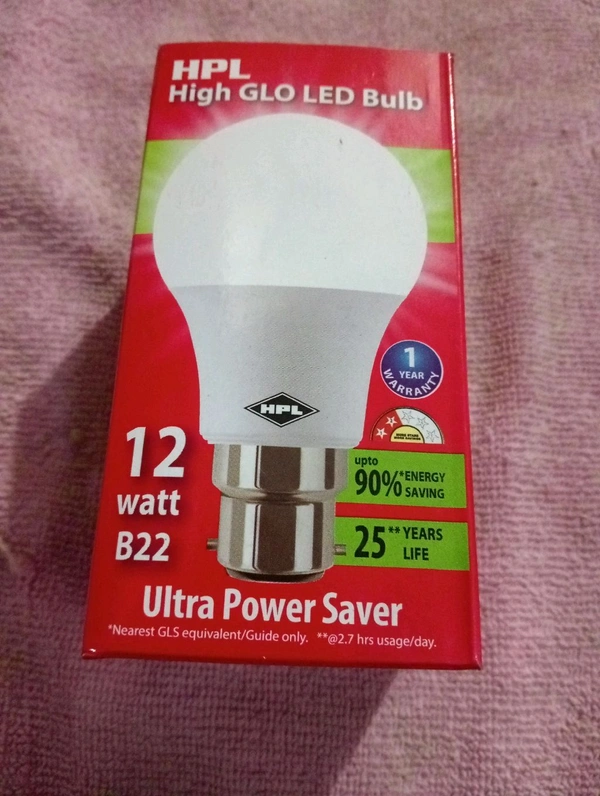 HPL
High GLO LED Bulb
1
YEAR
WARRANTY
HPL
12
watt
B22
upto
90%*ENERGY
SAVING
25** YEARS
LIFE
Ultra Power Saver
*Nearest GLS equivalent/Guide only. **@2.7 hrs usage/day.